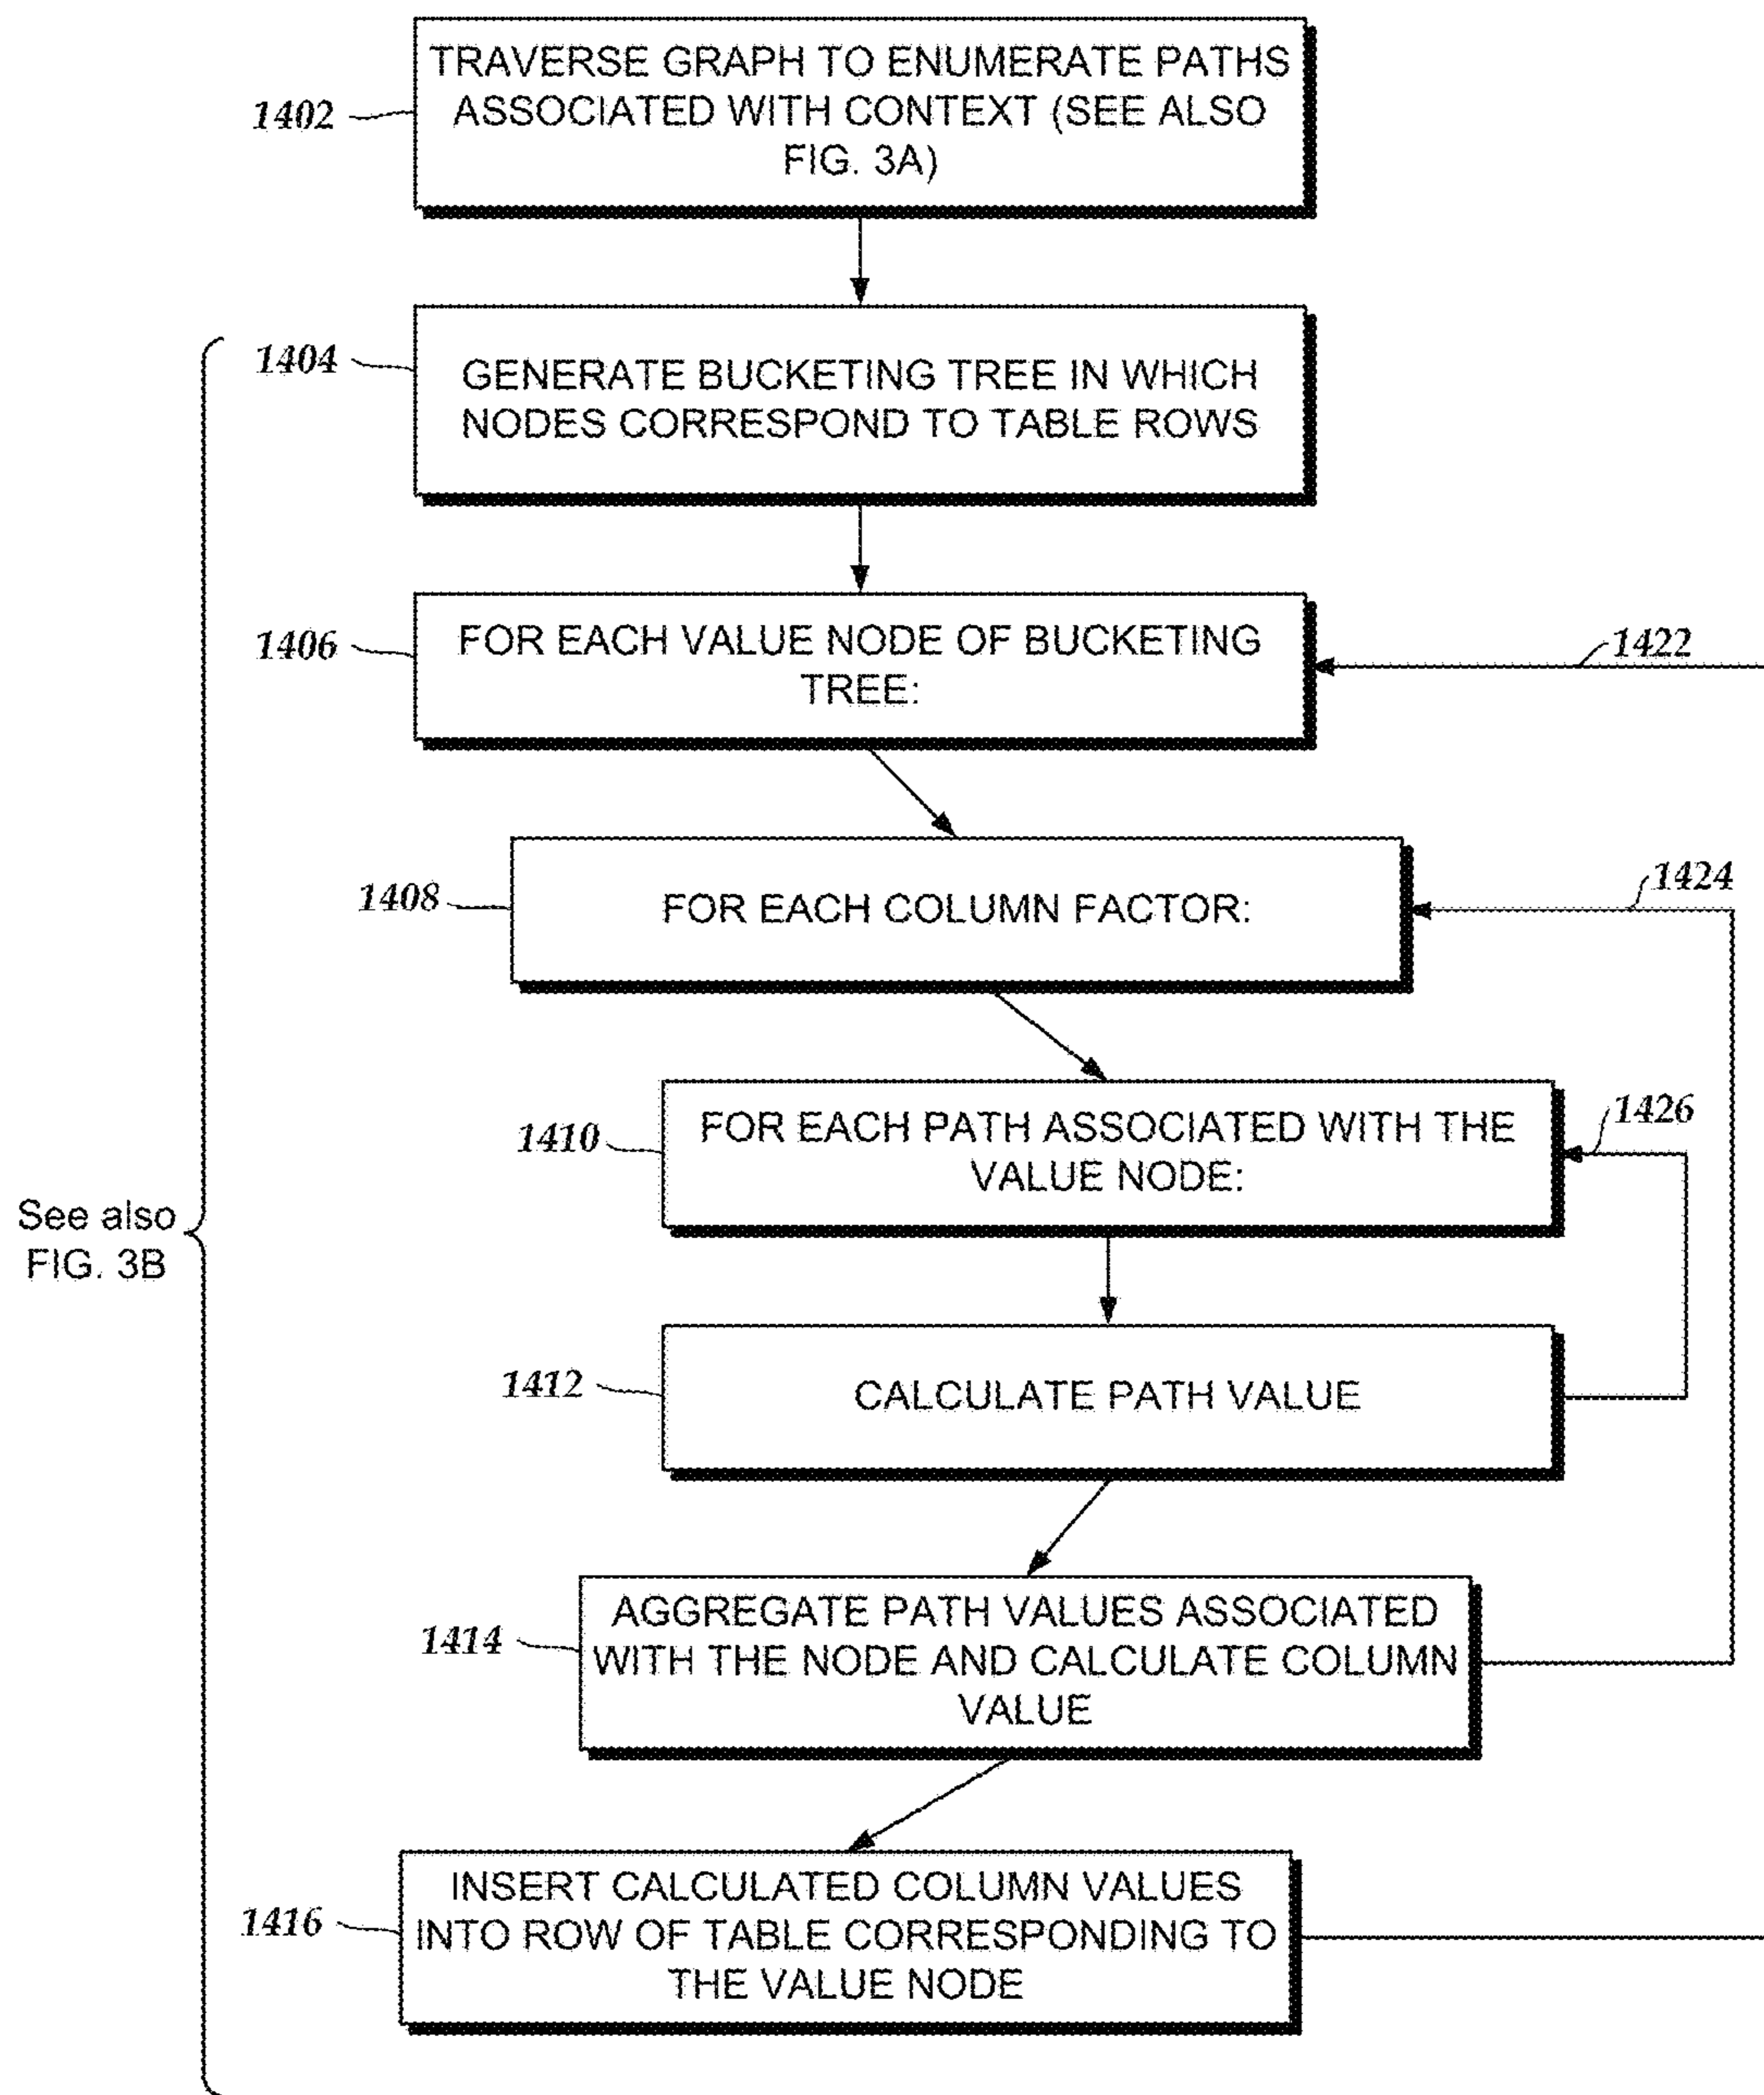 TRAVERSE GRAPH TO ENUMERATE PATHS
ASSOCIATED WITH CONTEXT (SEE ALSO
FIG. 3A)
1402
1404
GENERATE BUCKETING TREE IN WHICH
NODES CORRESPOND TO TABLE ROWS
1406
FOR EACH VALUE NODE OF BUCKETING
TREE:
1422
1408
FOR EACH COLUMN FACTOR:
1424
1410
FOR EACH PATH ASSOCIATED WITH THE
VALUE NODE:
1426
See also
FIG. 3B
1412
CALCULATE PATH VALUE
1414
AGGREGATE PATH VALUES ASSOCIATED
WITH THE NODE AND CALCULATE COLUMN
VALUE
1416
INSERT CALCULATED COLUMN VALUES
INTO ROW OF TABLE CORRESPONDING TO
THE VALUE NODE